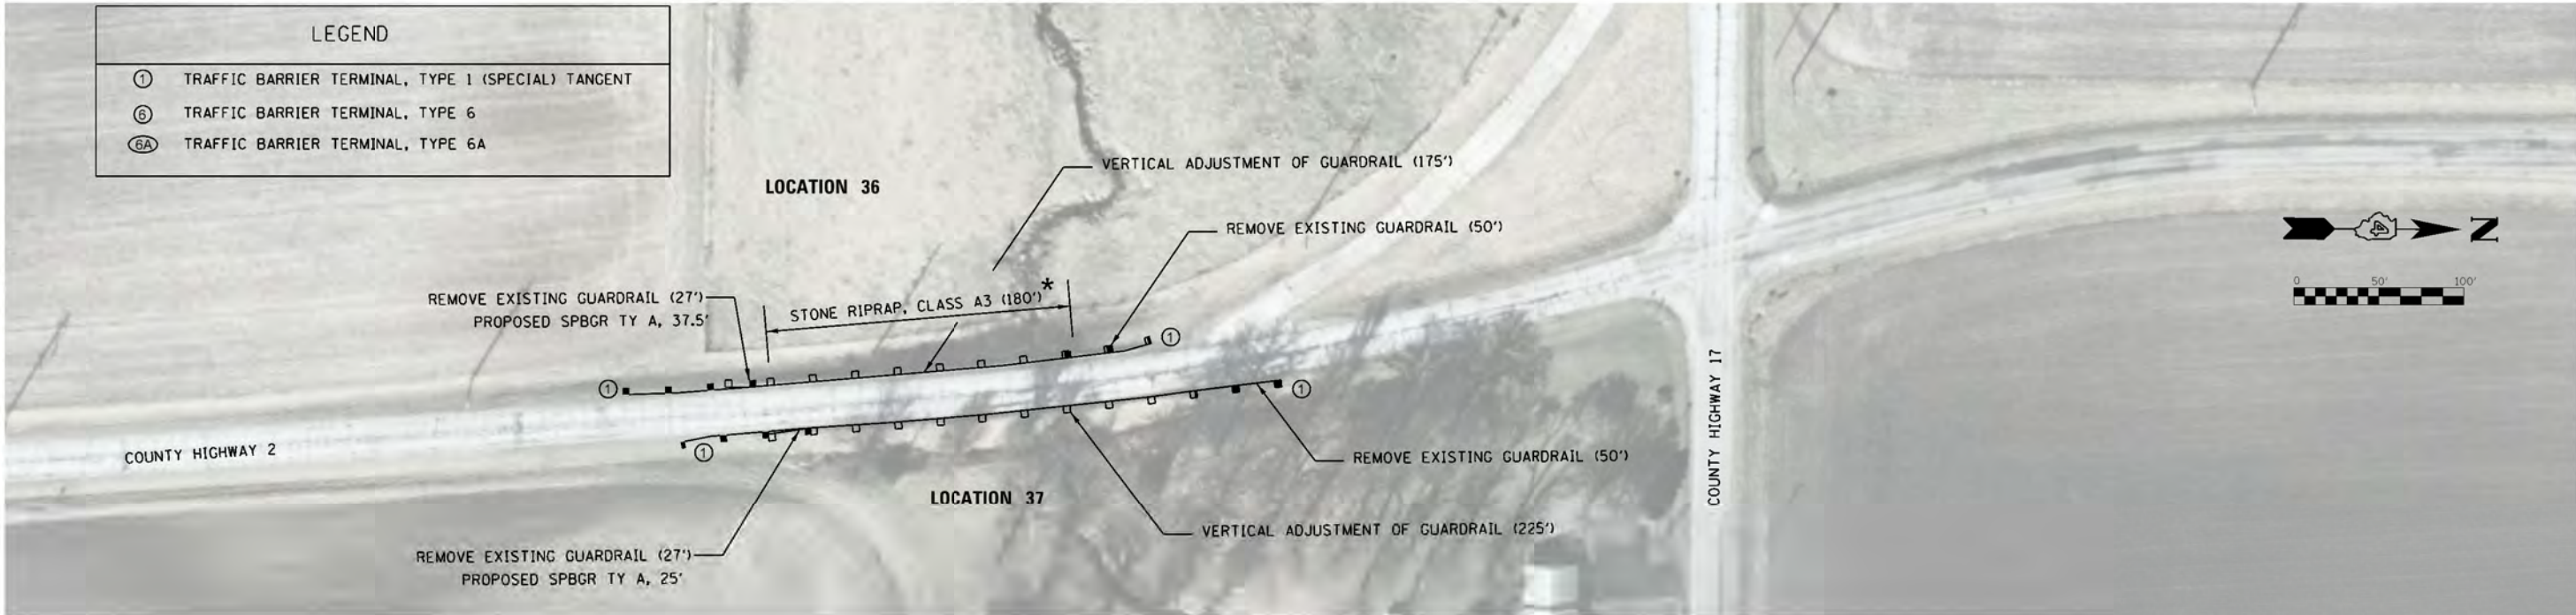 LEGEND
1 TRAFFIC BARRIER TERMINAL, TYPE 1 (SPECIAL) TANGENT
6 TRAFFIC BARRIER TERMINAL, TYPE 6
6A TRAFFIC BARRIER TERMINAL, TYPE 6A
LOCATION 36
VERTICAL ADJUSTMENT OF GUARDRAIL (175')
REMOVE EXISTING GUARDRAIL (50')
REMOVE EXISTING GUARDRAIL (27')
PROPOSED SPBGR TY A, 37.5'
STONE RIPRAP, CLASS A3 (180')*
1
1
1
1
COUNTY HIGHWAY 2
COUNTY HIGHWAY 17
REMOVE EXISTING GUARDRAIL (50')
LOCATION 37
VERTICAL ADJUSTMENT OF GUARDRAIL (225')
REMOVE EXISTING GUARDRAIL (27')
PROPOSED SPBGR TY A, 25'
N
0 50' 100'